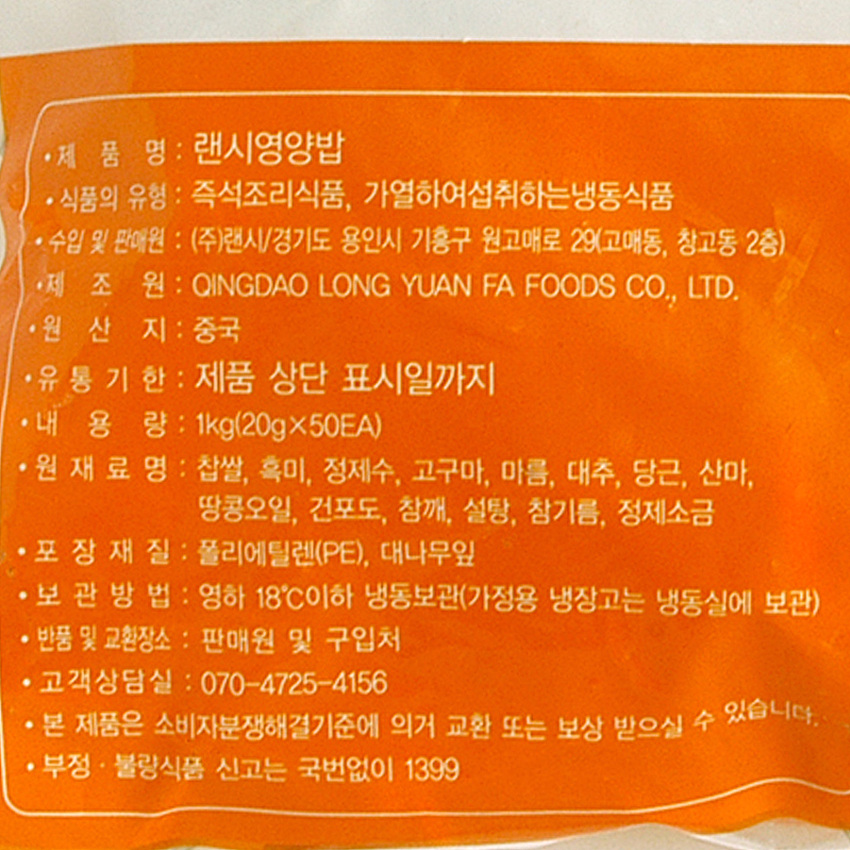 • 제 품 명 : 랜시영양밥
• 식품의 유형 : 즉석조리식품, 가열하여섭취하는냉동식품
• 수입 및 판매원 : (주)랜시/경기도 용인시 기흥구 원고매로 29(고매동, 창고동 2층)
• 제 조 원 : QINGDAO LONG YUAN FA FOODS CO., LTD.
• 원 산 지 : 중국
• 유 통 기 한 : 제품 상단 표시일까지
• 내 용 량 : 1kg(20g×50EA)
• 원 재 료 명 : 찹쌀, 흑미, 정제수, 고구마, 마름, 대추, 당근, 산마,
땅콩오일, 건포도, 참깨, 설탕, 참기름, 정제소금
• 포 장 재 질 : 폴리에틸렌(PE), 대나무잎
• 보 관 방 법 : 영하 18℃이하 냉동보관(가정용 냉장고는 냉동실에 보관)
• 반품 및 교환장소 : 판매원 및 구입처
• 고객상담실 : 070-4725-4156
• 본 제품은 소비자분쟁해결기준에 의거 교환 또는 보상 받으실 수 있습니다.
• 부정 · 불량식품 신고는 국번없이 1399